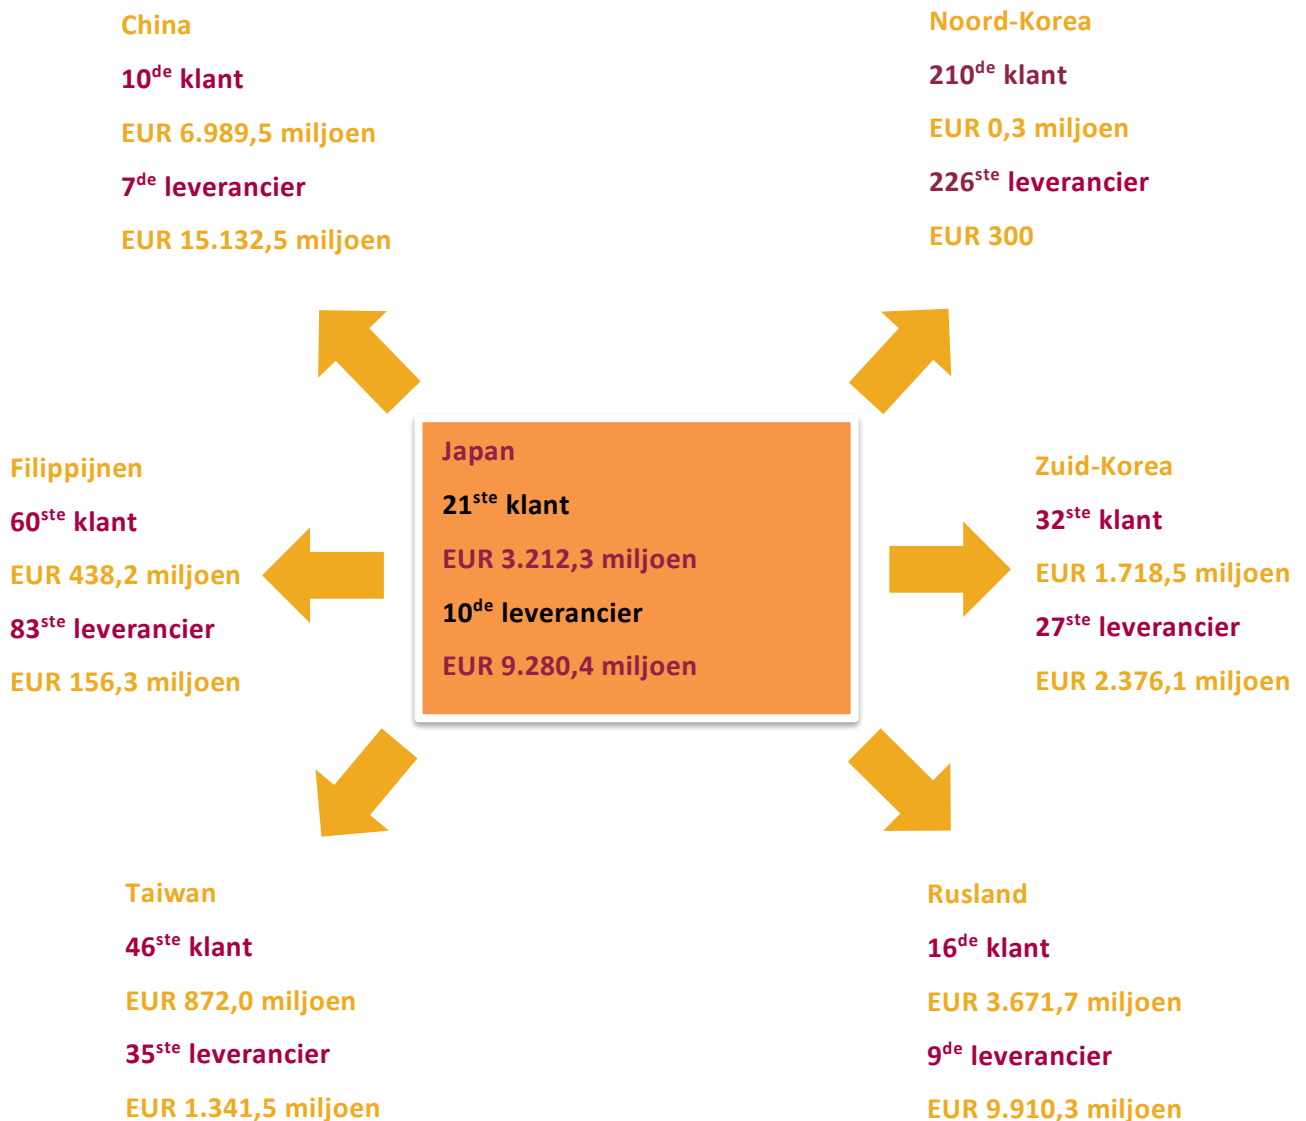 China
10de klant
EUR 6.989,5 miljoen
7de leverancier
EUR 15.132,5 miljoen
Noord-Korea
210de klant
EUR 0,3 miljoen
226ste leverancier
EUR 300
Filippijnen
60ste klant
EUR 438,2 miljoen
83ste leverancier
EUR 156,3 miljoen
Japan
21ste klant
EUR 3.212,3 miljoen
10de leverancier
EUR 9.280,4 miljoen
Zuid-Korea
32ste klant
EUR 1.718,5 miljoen
27ste leverancier
EUR 2.376,1 miljoen
Taiwan
46ste klant
EUR 872,0 miljoen
35ste leverancier
EUR 1.341,5 miljoen
Rusland
16de klant
EUR 3.671,7 miljoen
9de leverancier
EUR 9.910,3 miljoen